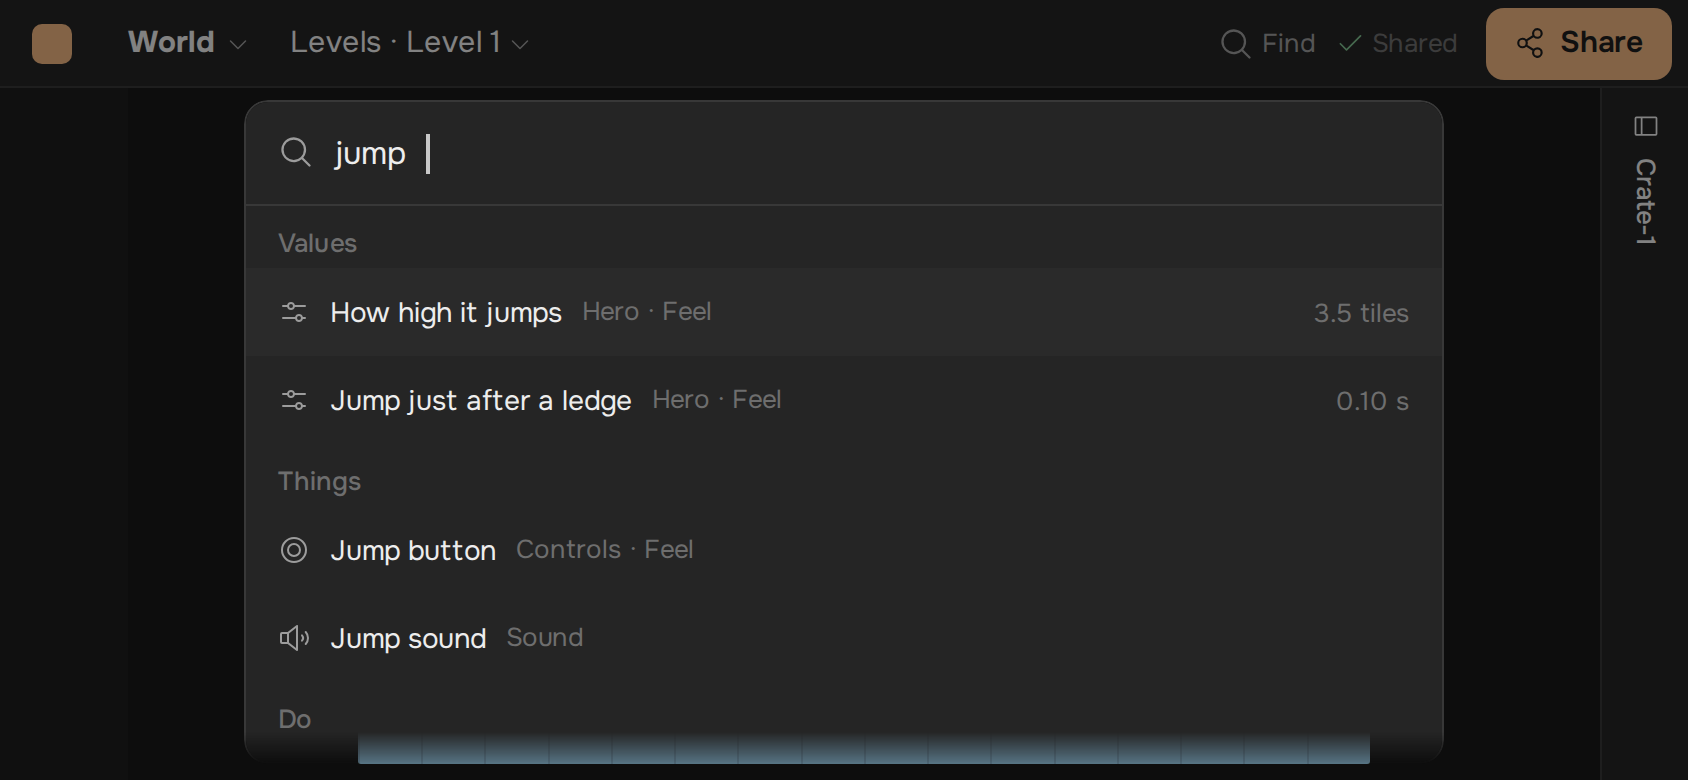 World
Levels · Level 1
Find
Shared
Share
jump
Values
How high it jumps Hero · Feel 3.5 tiles
Jump just after a ledge Hero · Feel 0.10 s
Things
Jump button Controls · Feel
Jump sound Sound
Do
Crate-1